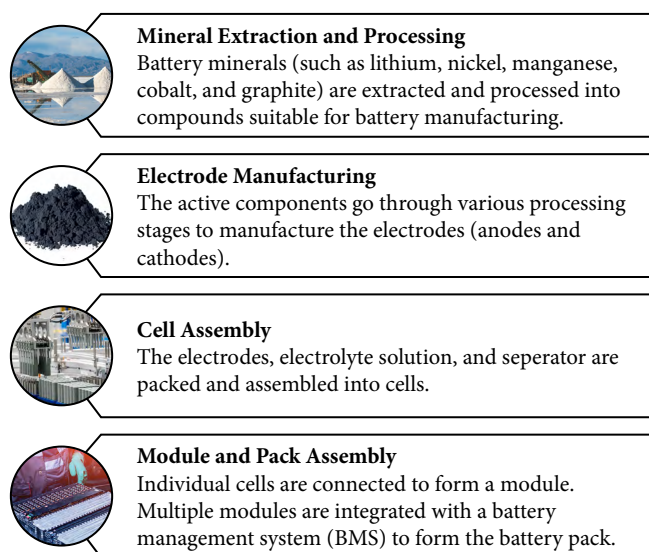 Mineral Extraction and Processing
Battery minerals (such as lithium, nickel, manganese,
cobalt, and graphite) are extracted and processed into
compounds suitable for battery manufacturing.
Electrode Manufacturing
The active components go through various processing
stages to manufacture the electrodes (anodes and
cathodes).
Cell Assembly
The electrodes, electrolyte solution, and seperator are
packed and assembled into cells.
Module and Pack Assembly
Individual cells are connected to form a module.
Multiple modules are integrated with a battery
management system (BMS) to form the battery pack.